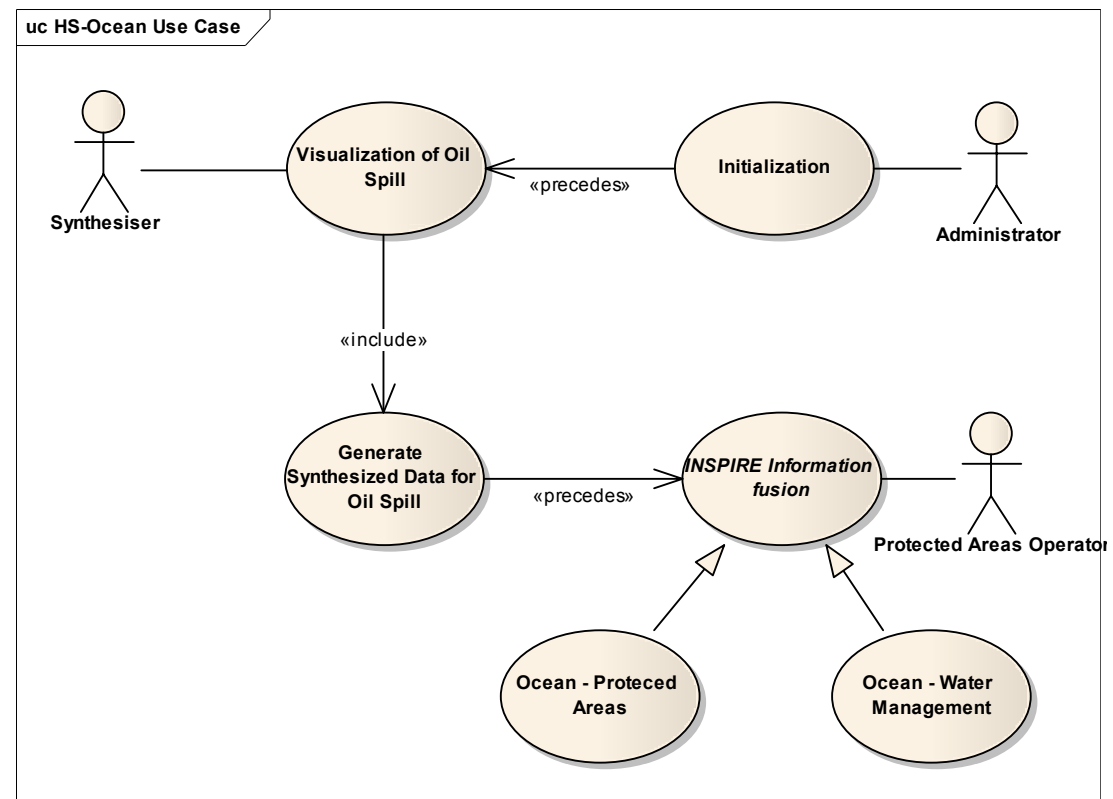 uc HS-Ocean Use Case
Visualization of Oil
Spill
Initialization
«precedes»
Synthesiser
Administrator
«include»
Generate
Synthesized Data for
Oil Spill
INSPIRE Information
fusion
«precedes»
Protected Areas Operator
Ocean - Proteced
Areas
Ocean - Water
Management